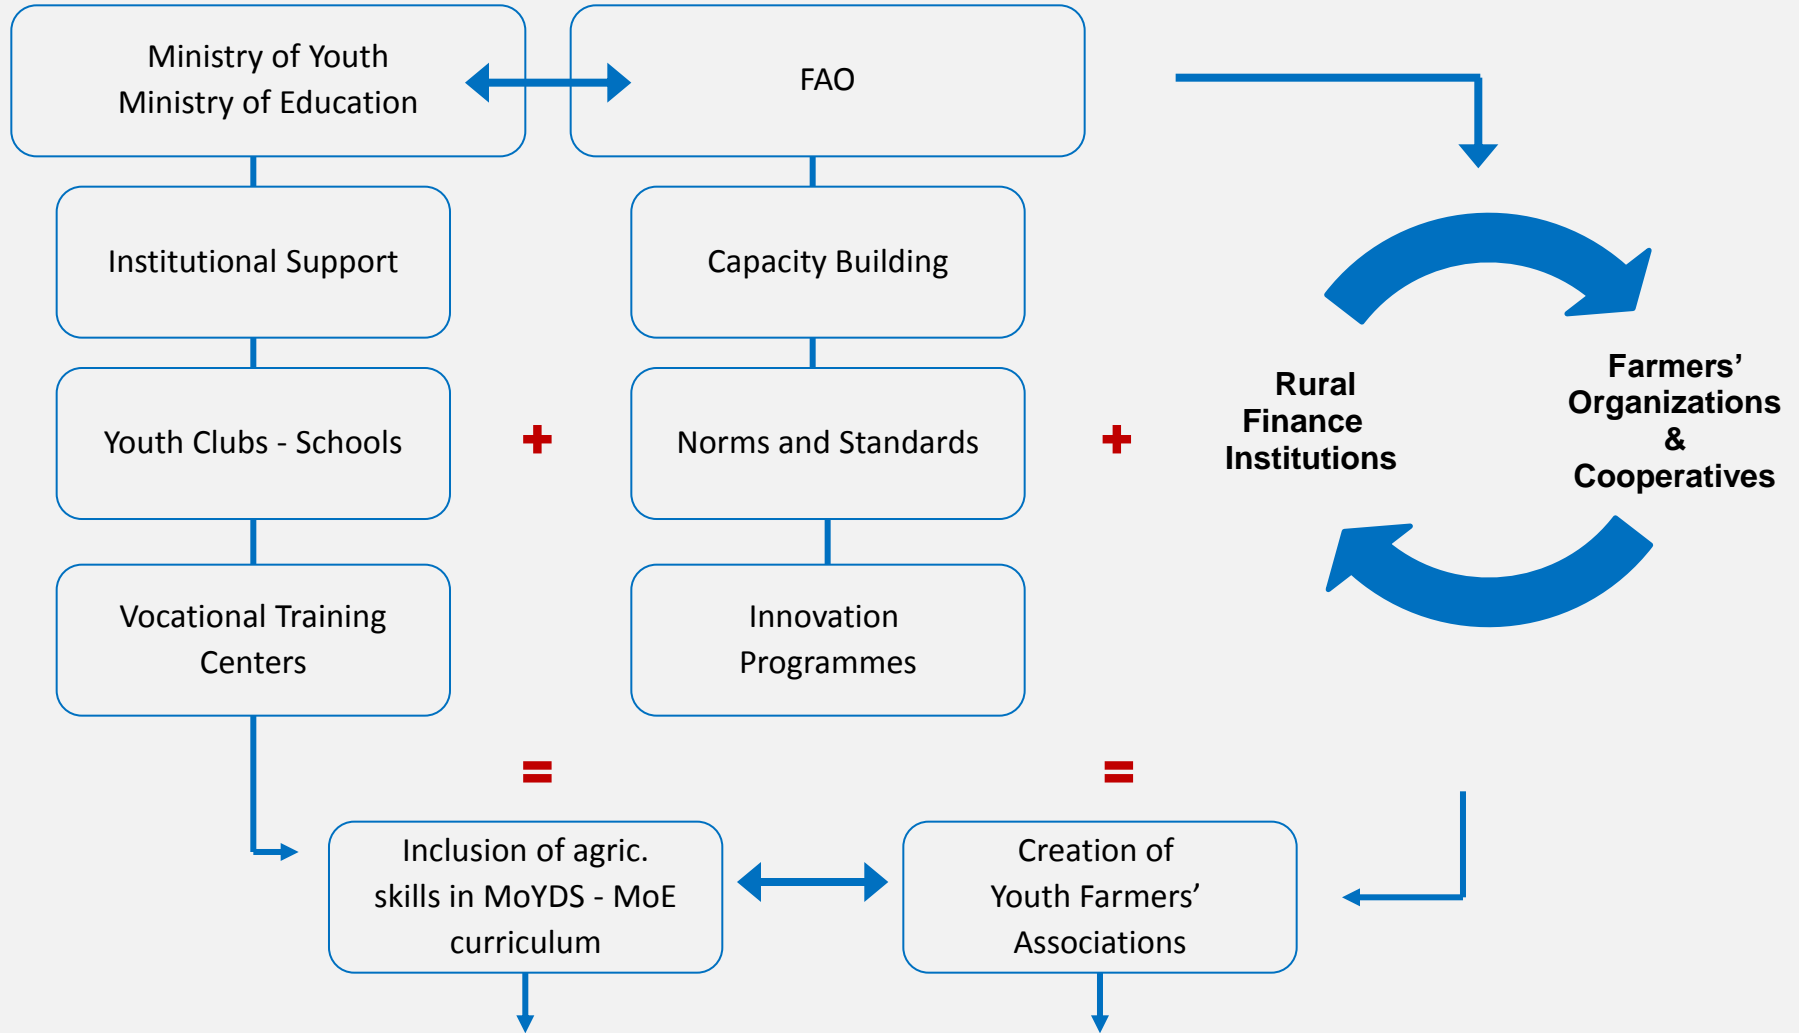 Ministry of Youth
Ministry of Education
FAO
Institutional Support
Capacity Building
Youth Clubs - Schools
+
Norms and Standards
+
Rural
Finance
Institutions
Farmers’
Organizations
&
Cooperatives
Vocational Training
Centers
Innovation
Programmes
=
=
Inclusion of agric.
skills in MoYDS - MoE
curriculum
Creation of
Youth Farmers’
Associations